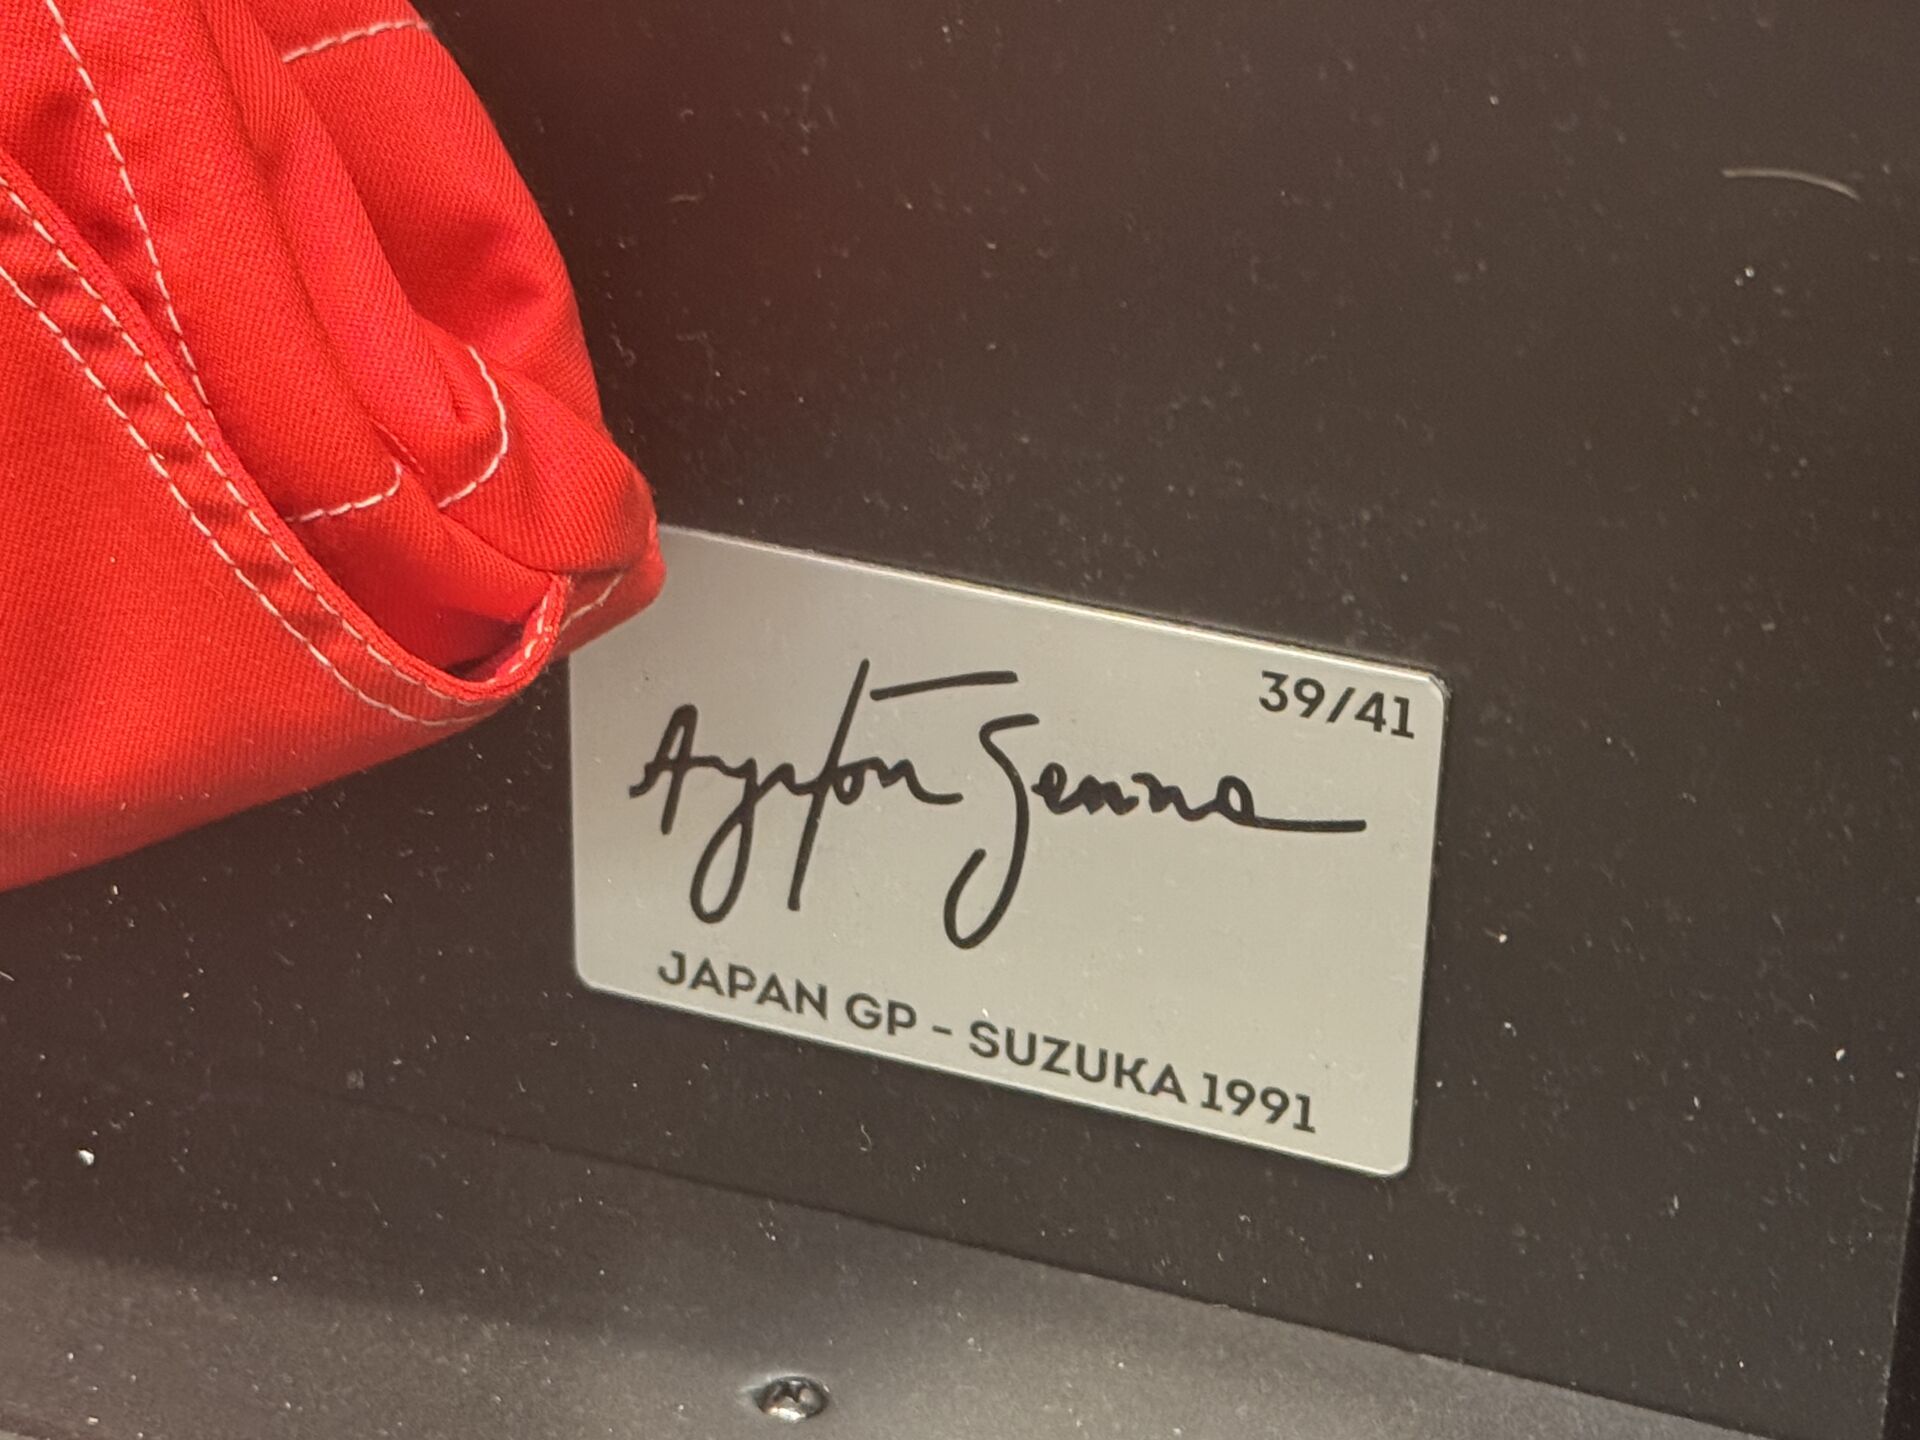 39/41
Ayrton Senna
JAPAN GP - SUZUKA 1991